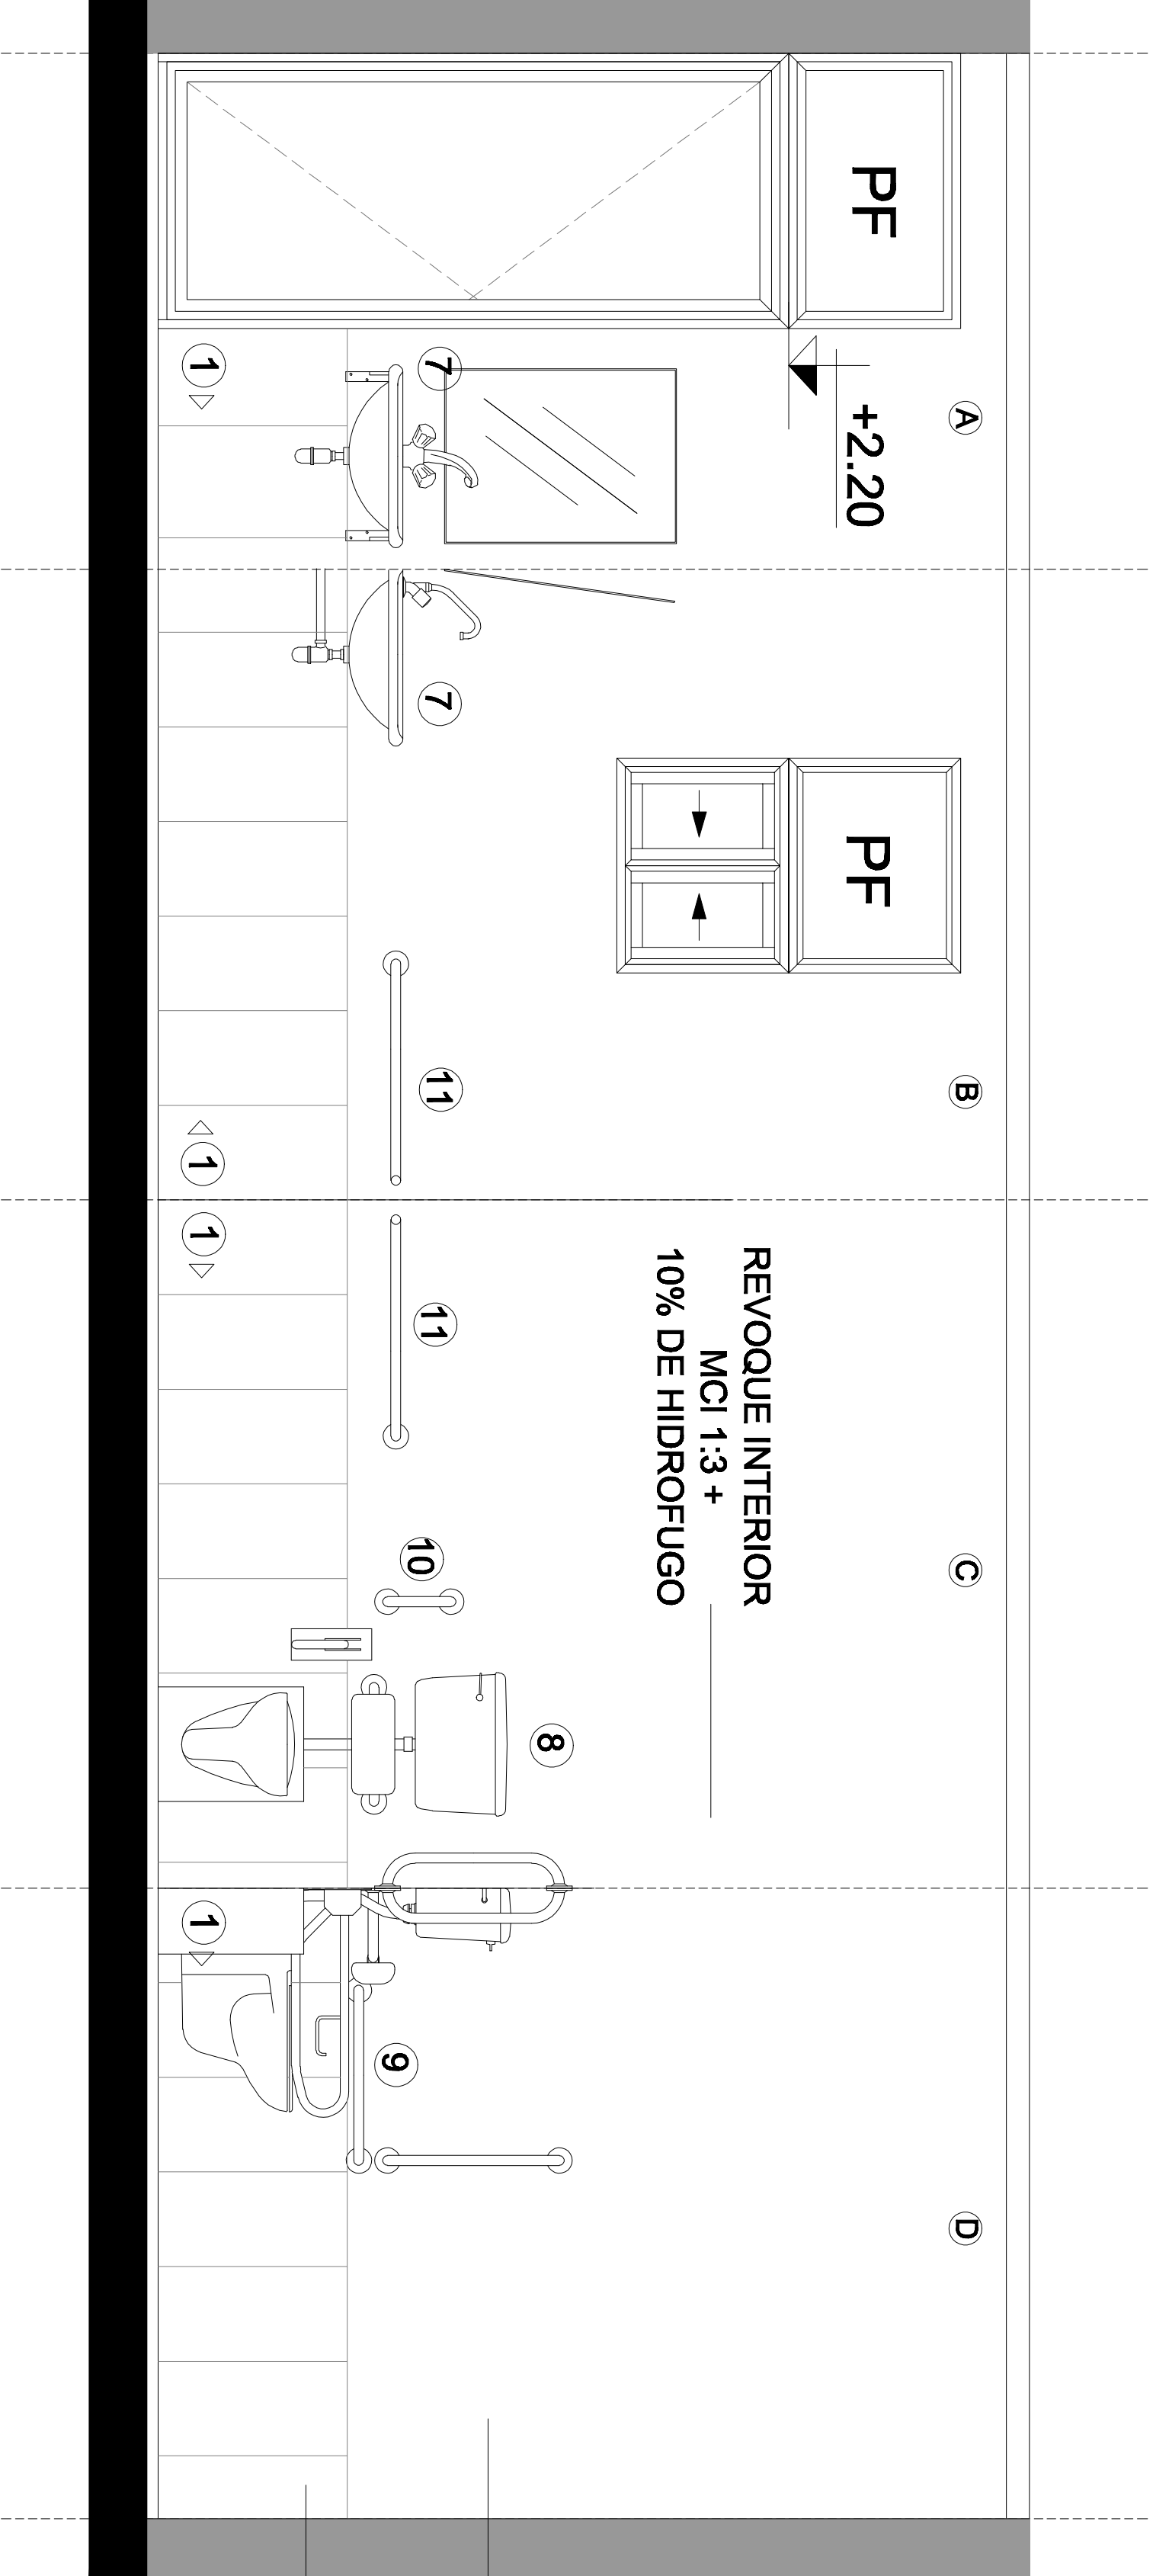 A
B
C
D
PF
+2.20
PF
REVOQUE INTERIOR
MCI 1:3 +
10% DE HIDROFUGO
8
7
7
11
11
10
9
1
1
1
1